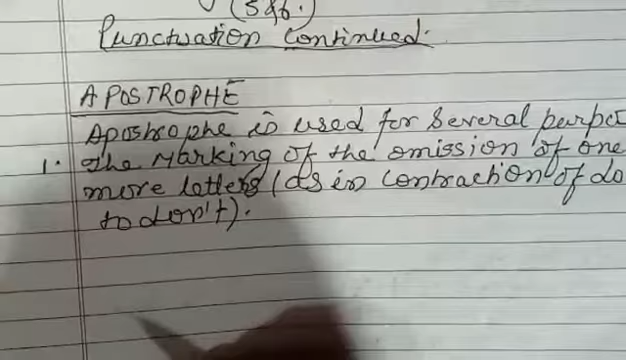 (S96.)
Punctuation Continued.
APOSTROPHE
Apostrophe is used for Several purpo
1. The Marking of the omission of one
more letters (as in Contraction of do
to don't).